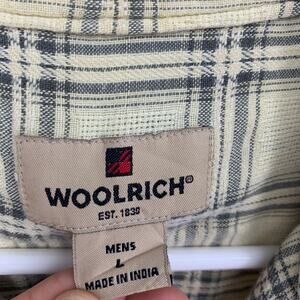 WOOLRICH®
EST. 1830
MENS
L
MADE IN INDIA